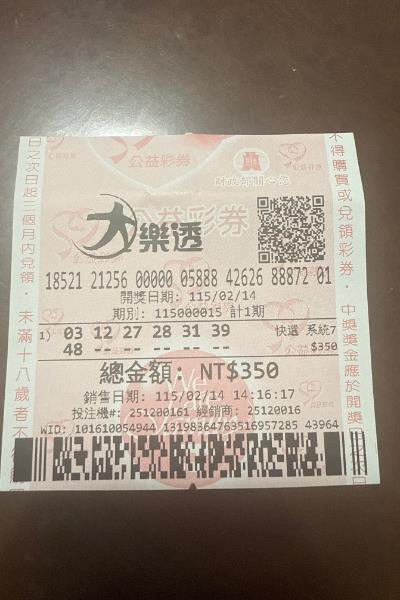 公益彩券
財政部關心您
大樂透
公益彩券
18521 21256 00000 05888 42626 88872 01
開獎日期: 115/02/14
期別: 115000015 計1期
1) 03 12 27 28 31 39 快選 系統7
48 -- -- -- -- -- $350
總金額: NT$350
銷售日期: 115/02/14 14:16:17
投注機#: 251200161 經銷商: 25120016
WID: 101610054944 13198364763516957285 43964
日之次日起三個月內兌領。未滿十八歲者不
不得購買或兌領彩券。中獎獎金應於開獎